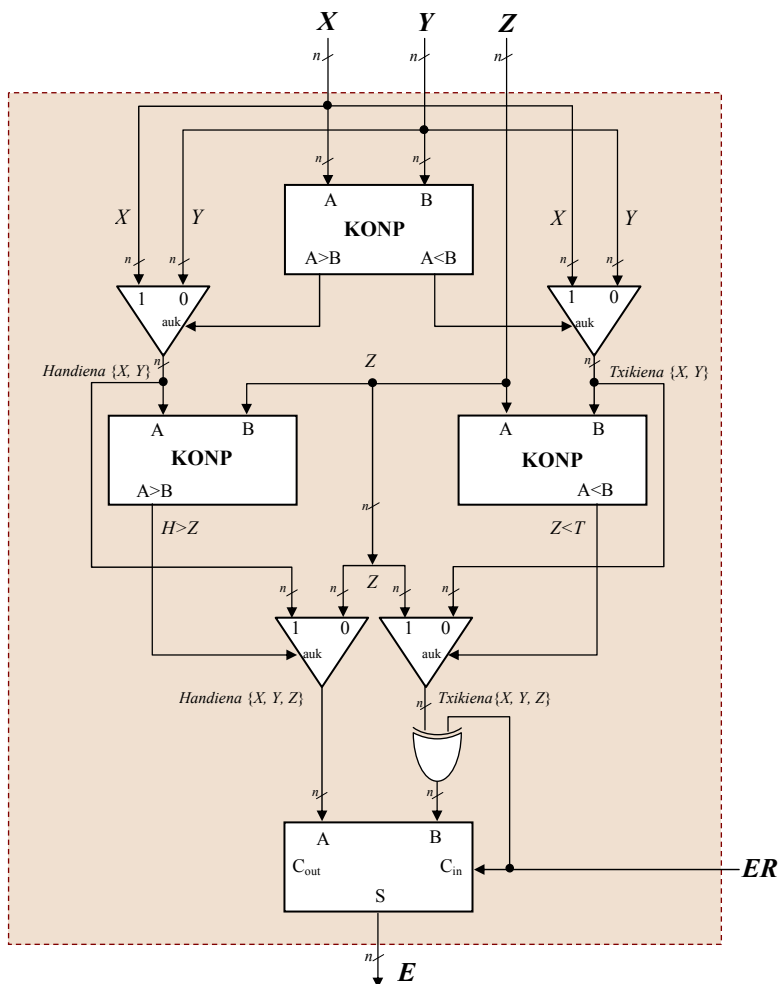 X Y Z
n n n
n n
A B
X Y KONP X Y
n n A>B A<B n n
1 0 1 0
auk auk
n n
Handiena {X, Y} Z Txikiena {X, Y}
A B A B
KONP KONP
A>B A<B
n
H>Z Z<T
Z
n n n n
1 0 1 0
auk auk
Handiena {X, Y, Z} n Txikiena{X, Y, Z}
n n
A B
Cout Cin ER
S
n E